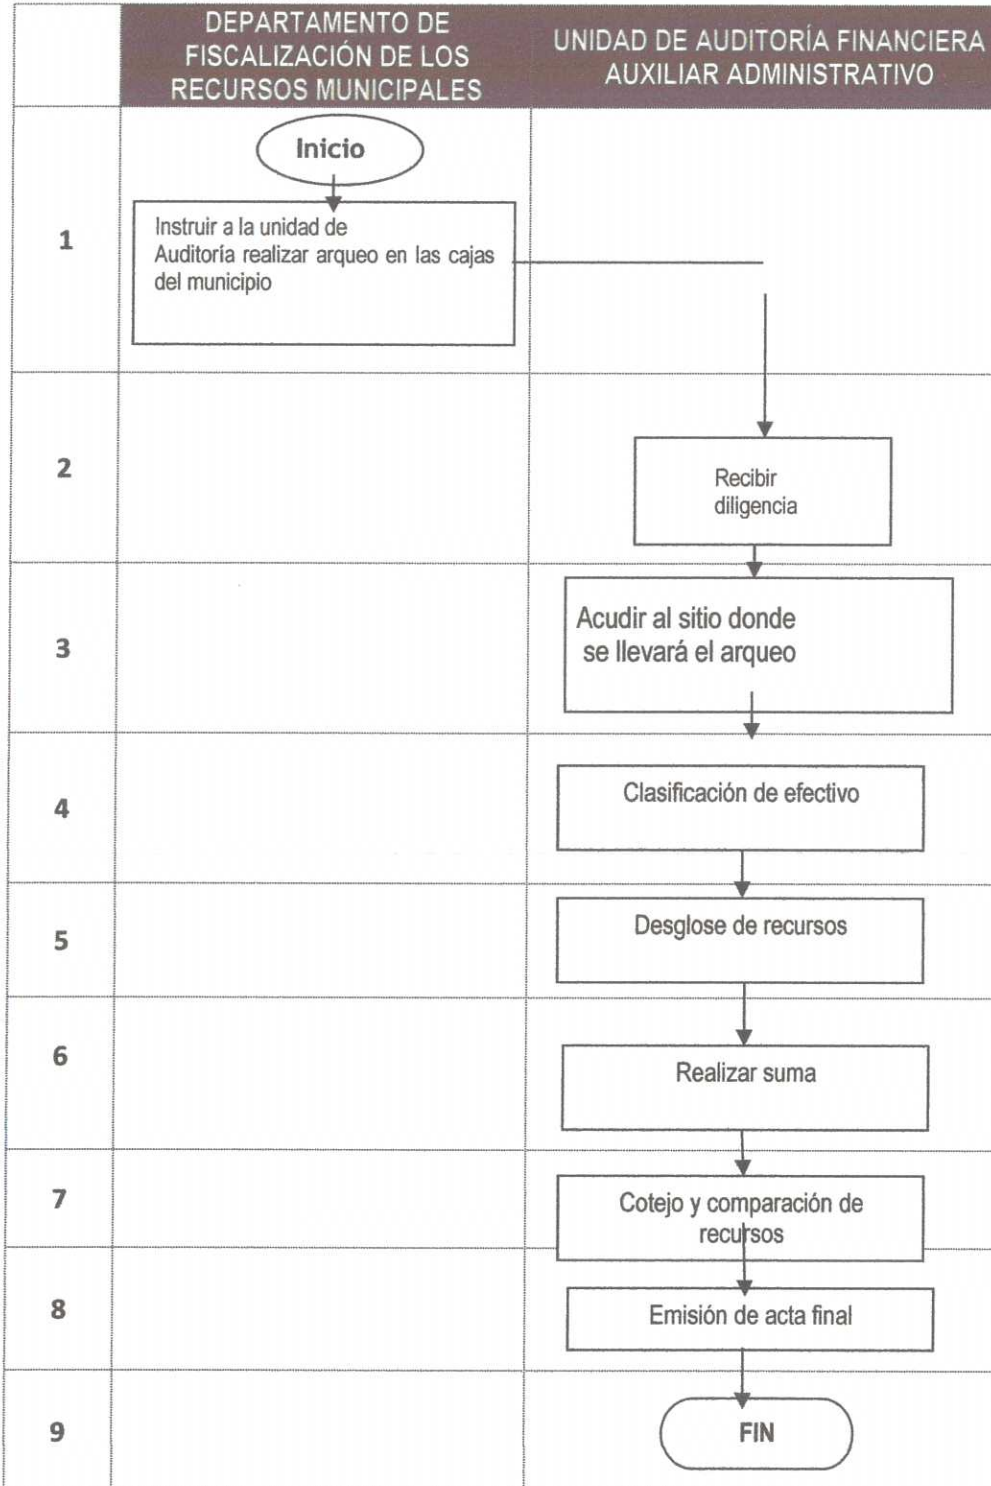 DEPARTAMENTO DE
FISCALIZACIÓN DE LOS
RECURSOS MUNICIPALES
UNIDAD DE AUDITORÍA FINANCIERA
AUXILIAR ADMINISTRATIVO
Inicio
1
Instruir a la unidad de
Auditoría realizar arqueo en las cajas
del municipio
2
Recibir
diligencia
3
Acudir al sitio donde
se llevará el arqueo
4
Clasificación de efectivo
5
Desglose de recursos
6
Realizar suma
7
Cotejo y comparación de
recursos
8
Emisión de acta final
9
FIN